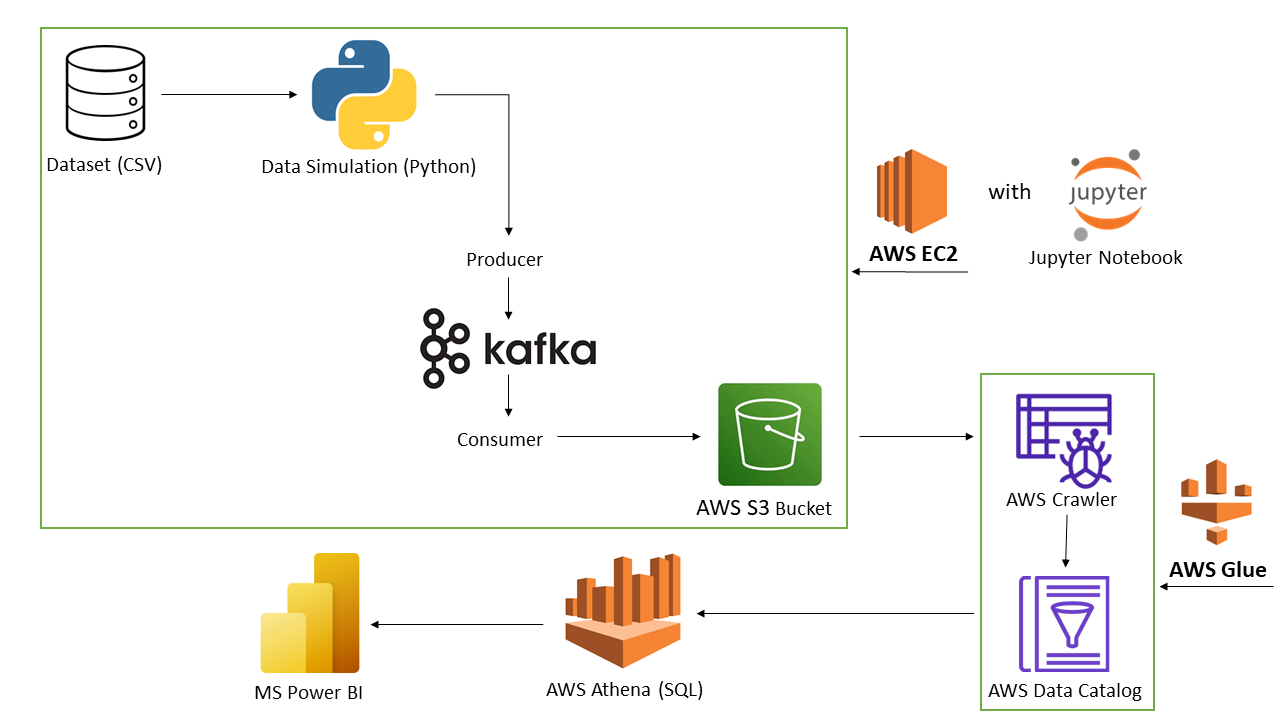 Dataset (CSV)
Data Simulation (Python)
Producer
kafka
Consumer
AWS S3 Bucket
AWS EC2
with
jupyter
Jupyter Notebook
AWS Crawler
AWS Data Catalog
AWS Glue
AWS Athena (SQL)
MS Power BI